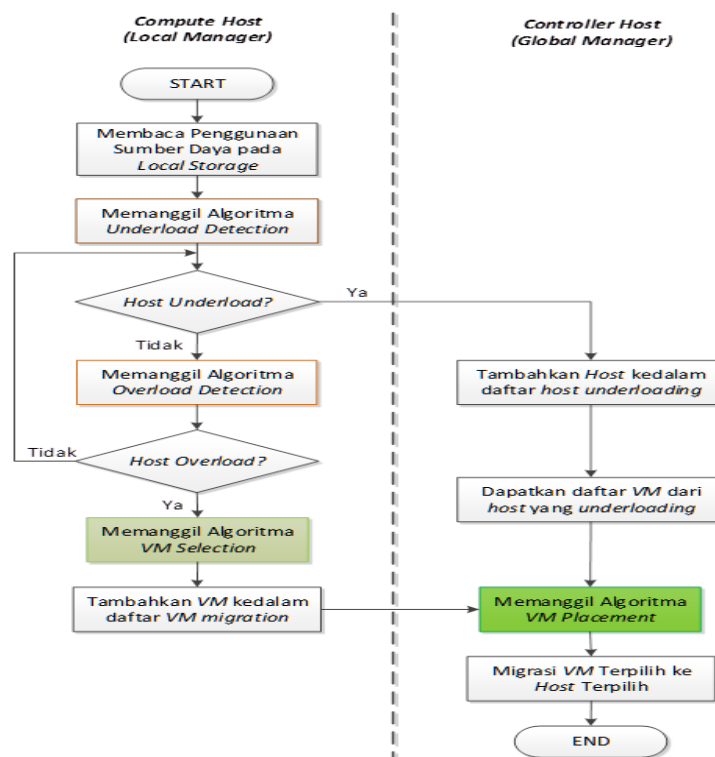 Compute Host
(Local Manager)
Controller Host
(Global Manager)
START
Membaca Penggunaan
Sumber Daya pada
Local Storage
Memanggil Algoritma
Underload Detection
Host Underload?
Ya
Tidak
Memanggil Algoritma
Overload Detection
Tambahkan Host kedalam
daftar host underloading
Tidak
Host Overload?
Ya
Dapatkan daftar VM dari
host yang underloading
Memanggil Algoritma
VM Selection
Tambahkan VM kedalam
daftar VM migration
Memanggil Algoritma
VM Placement
Migrasi VM Terpilih ke
Host Terpilih
END